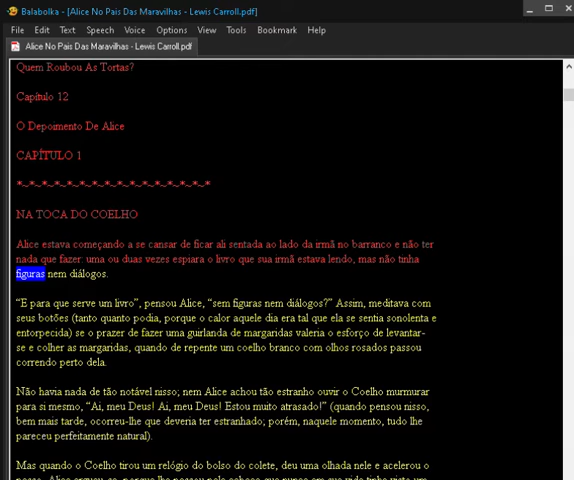 Balabolka - [Alice No Pais Das Maravilhas - Lewis Carroll.pdf]
File Edit Text Speech Voice Options View Tools Bookmark Help
Alice No Pais Das Maravilhas - Lewis Carroll.pdf
Quem Roubou As Tortas?
Capítulo 12
O Depoimento De Alice
CAPÍTULO 1
*~*~*~*~*~*~*~*~*~*~*~*~*~*~*~*
NA TOCA DO COELHO
Alice estava começando a se cansar de ficar ali sentada ao lado da irmã no barranco e não ter
nada que fazer: uma ou duas vezes espiara o livro que sua irmã estava lendo, mas não tinha
figuras nem diálogos.
“E para que serve um livro”, pensou Alice, “sem figuras nem diálogos?” Assim, meditava com
seus botões (tanto quanto podia, porque o calor aquele dia era tal que ela se sentia sonolenta e
entorpecida) se o prazer de fazer uma guirlanda de margaridas valeria o esforço de levantar-
se e colher as margaridas, quando de repente um coelho branco com olhos rosados passou
correndo perto dela.
Não havia nada de tão notável nisso; nem Alice achou tão estranho ouvir o Coelho murmurar
para si mesmo, “Ai, meu Deus! Ai, meu Deus! Estou muito atrasado!” (quando pensou nisso,
bem mais tarde, ocorreu-lhe que deveria ter estranhado; porém, naquele momento, tudo lhe
pareceu perfeitamente natural).
Mas quando o Coelho tirou um relógio do bolso do colete, deu uma olhada nele e acelerou o